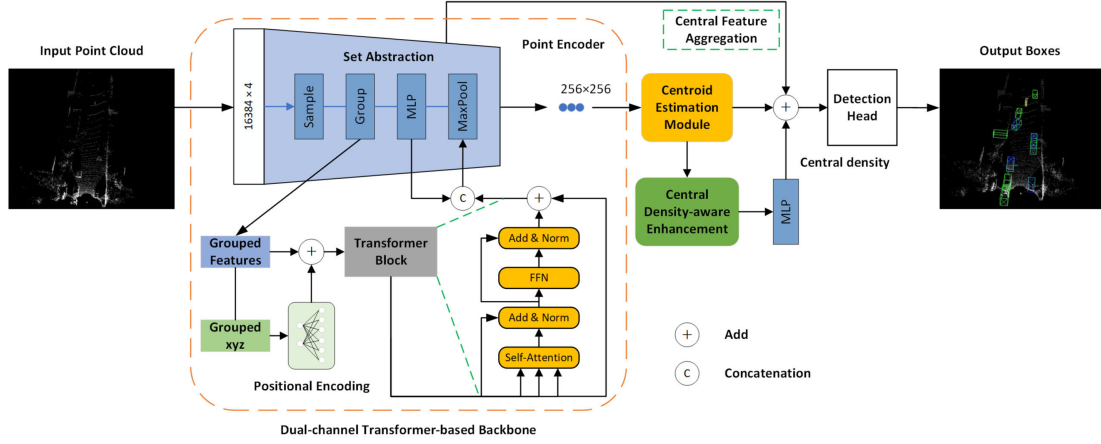 Input Point Cloud
16384 × 4
Set Abstraction
Sample
Group
MLP
MaxPool
Point Encoder
256×256
Central Feature
Aggregation
Centroid
Estimation
Module
+
Detection
Head
Output Boxes
Central density
Central
Density-aware
Enhancement
MLP
C
+
Add & Norm
FFN
Add & Norm
Self-Attention
Grouped
Features
+
Transformer
Block
Grouped
xyz
Positional Encoding
+
Add
C
Concatenation
Dual-channel Transformer-based Backbone